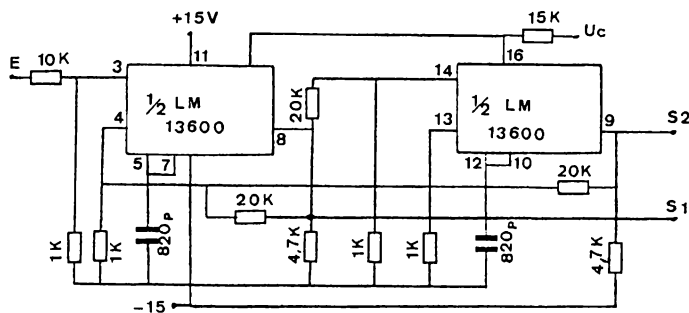 +15V
15K
Uc
E
10K
3
11
16
14
½ LM
13600
20K
½ LM
13600
4
8
13
9
S2
5
7
12
10
20K
20K
S1
1K
1K
820p
4,7K
1K
1K
820p
4,7K
-15